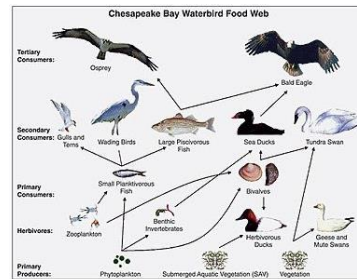 Chesapeake Bay Waterbird Food Web
Tertiary
Consumers:
Osprey
Bald Eagle
Secondary
Consumers:
Gulls and
Terns
Wading Birds
Large Piscivorous
Fish
Sea Ducks
Tundra Swan
Primary
Consumers:
Small Planktivorous
Fish
Bivalves
Herbivores:
Zooplankton
Benthic
Invertebrates
Herbivorous
Ducks
Geese and
Mute Swans
Primary
Producers:
Phytoplankton
Submerged Aquatic Vegetation (SAV)
Vegetation